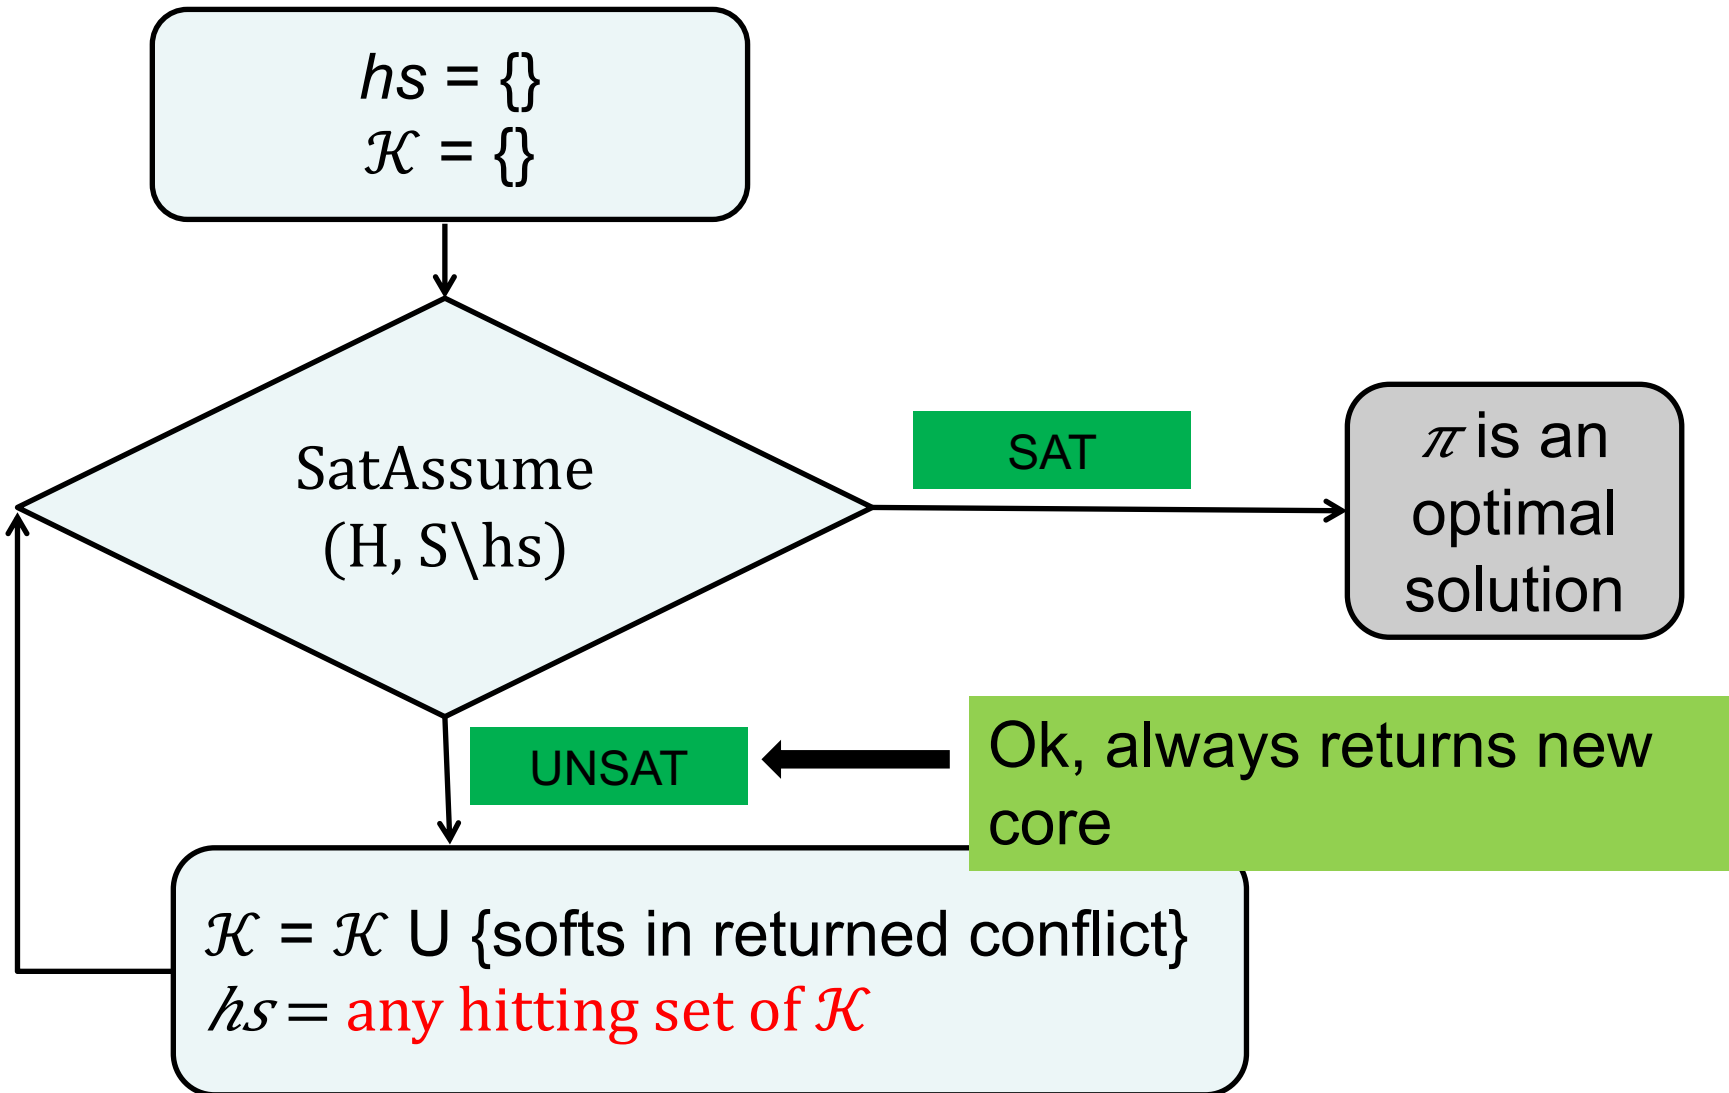 hs = {}
𝒦 = {}
SatAssume
(H, S\hs)
SAT
𝜋 is an
optimal
solution
UNSAT
Ok, always returns new
core
𝒦 = 𝒦 U {softs in returned conflict}
ℎ𝑠 = any hitting set of 𝒦